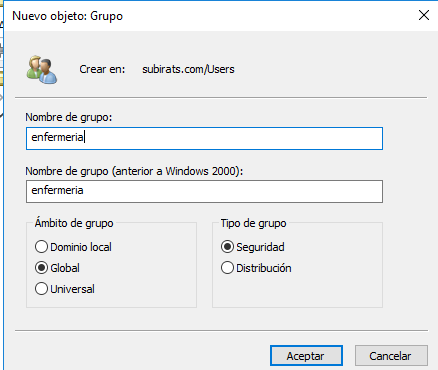 Nuevo objeto: Grupo
Crear en: subirats.com/Users
Nombre de grupo:
enfermeria
Nombre de grupo (anterior a Windows 2000):
enfermeria
Ámbito de grupo
Dominio local
Global
Universal
Tipo de grupo
Seguridad
Distribución
Aceptar
Cancelar